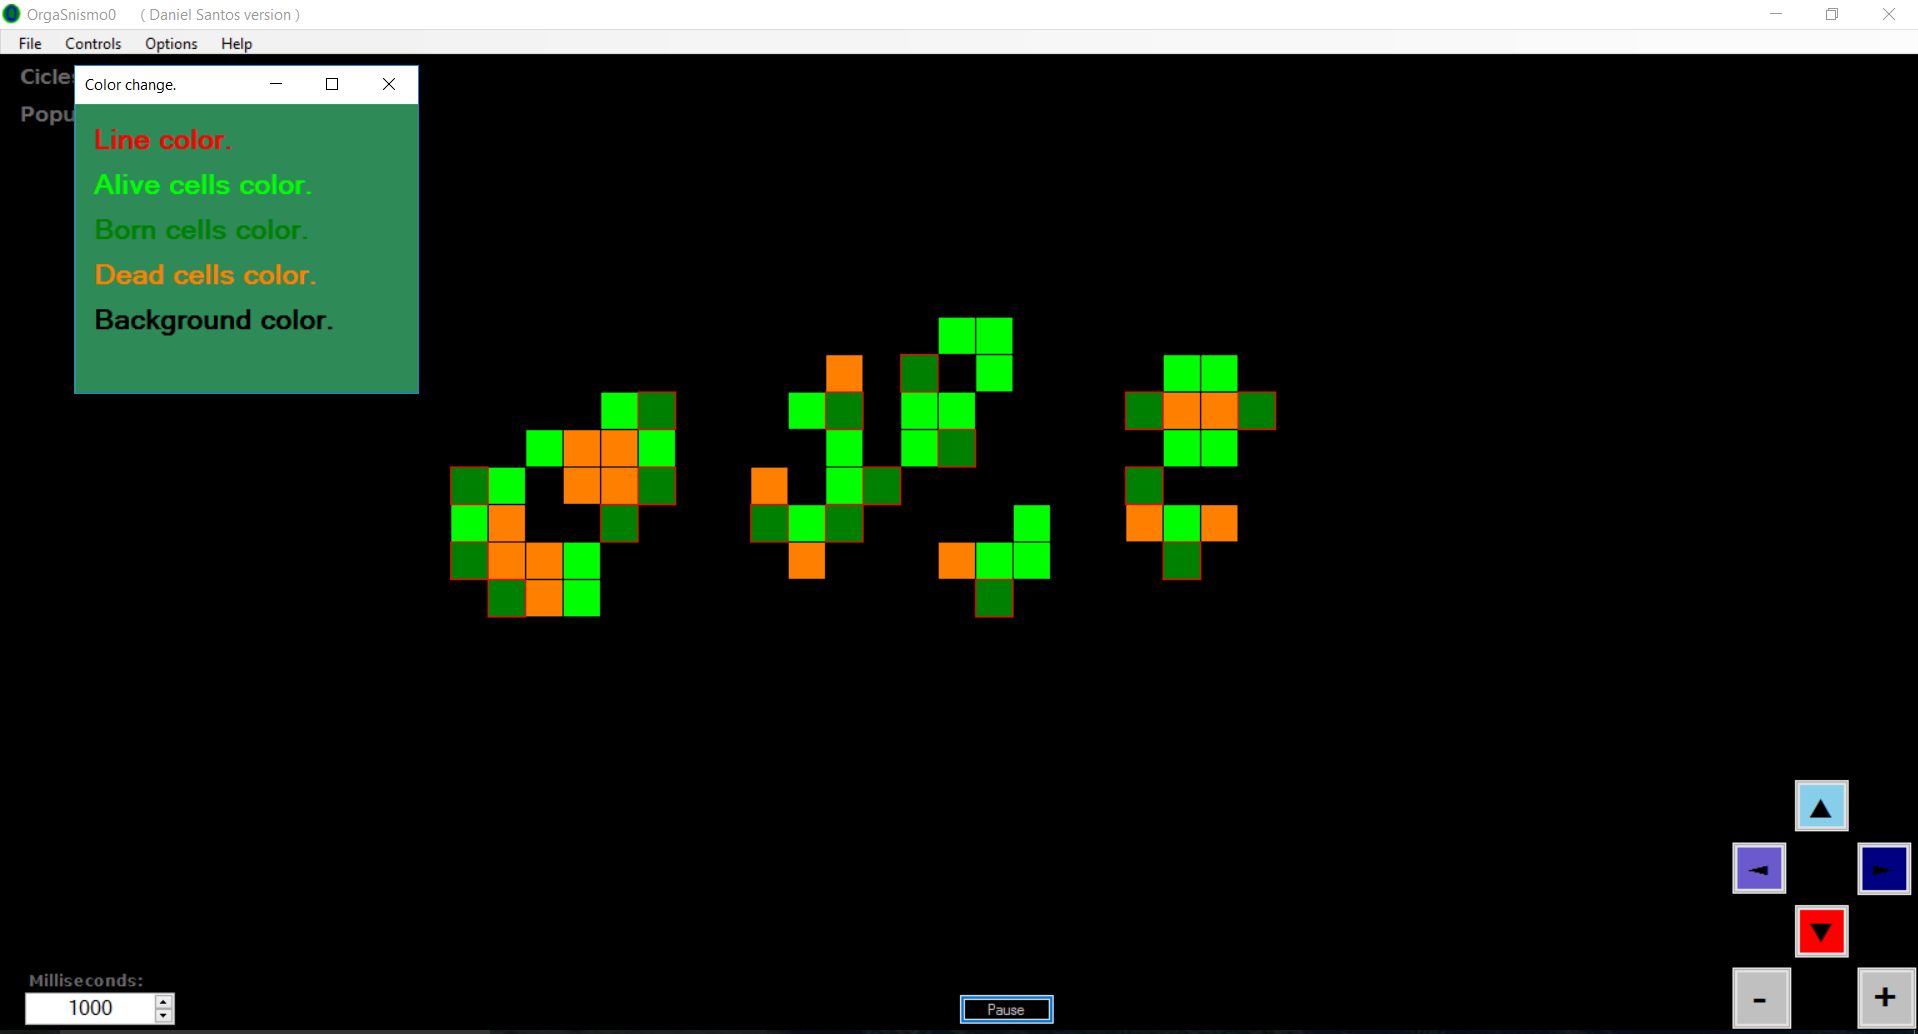 OrgaSnismo0 ( Daniel Santos version )
File Controls Options Help
Cicles
Popu
Color change.
Line color.
Alive cells color.
Born cells color.
Dead cells color.
Background color.
Milliseconds:
1000
Pause
-
+